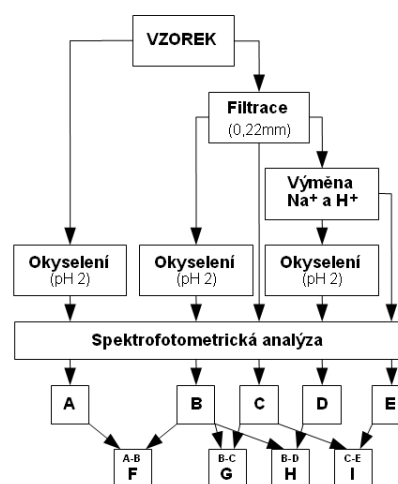 VZOREK
Filtrace
(0,22mm)
Výměna
Na⁺ a H⁺
Okyselení
(pH 2)
Okyselení
(pH 2)
Okyselení
(pH 2)
Spektrofotometrická analýza
A
B
C
D
E
A-B
F
B-C
G
B-D
H
C-E
I